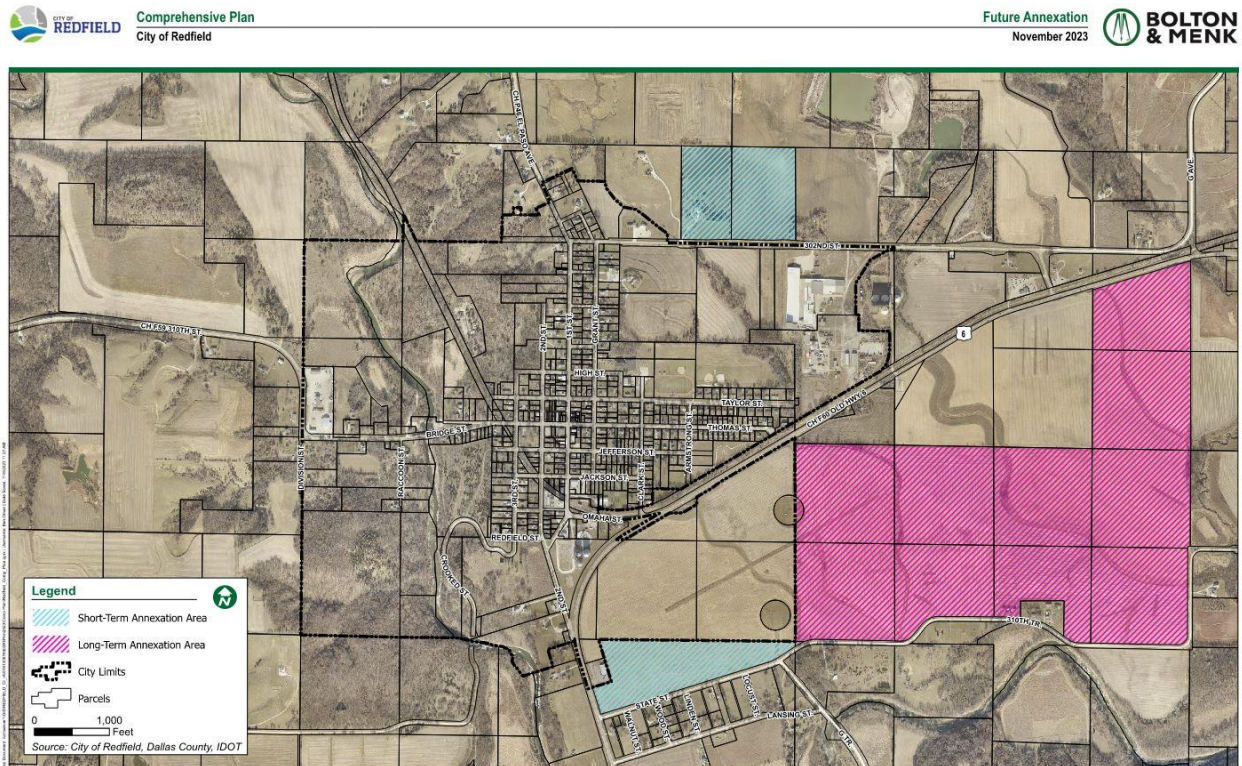 CITY OF
REDFIELD
Comprehensive Plan
City of Redfield
Future Annexation
November 2023
BOLTON
& MENK
CH P46 EL PASO AVE.
G AVE.
302ND ST.
CH F59 310TH ST.
2ND ST.
1ST ST.
GRANT ST.
6
HIGH ST.
TAYLOR ST.
CH F60 OLD HWY 6
BRIDGE ST.
THOMAS ST.
ARMSTRONG ST.
JEFFERSON ST.
DIVISION ST.
RACCOON ST.
JACKSON ST.
CLARK ST.
3RD ST.
OMAHA ST.
REDFIELD ST.
CROOKED ST.
2ND ST.
310TH TR.
STATE ST.
WALNUT ST.
LINDEN ST.
LOCUST ST.
LANSING ST.
G TR.
Legend
N
Short-Term Annexation Area
Long-Term Annexation Area
City Limits
Parcels
0 1,000
Feet
Source: City of Redfield, Dallas County, IDOT